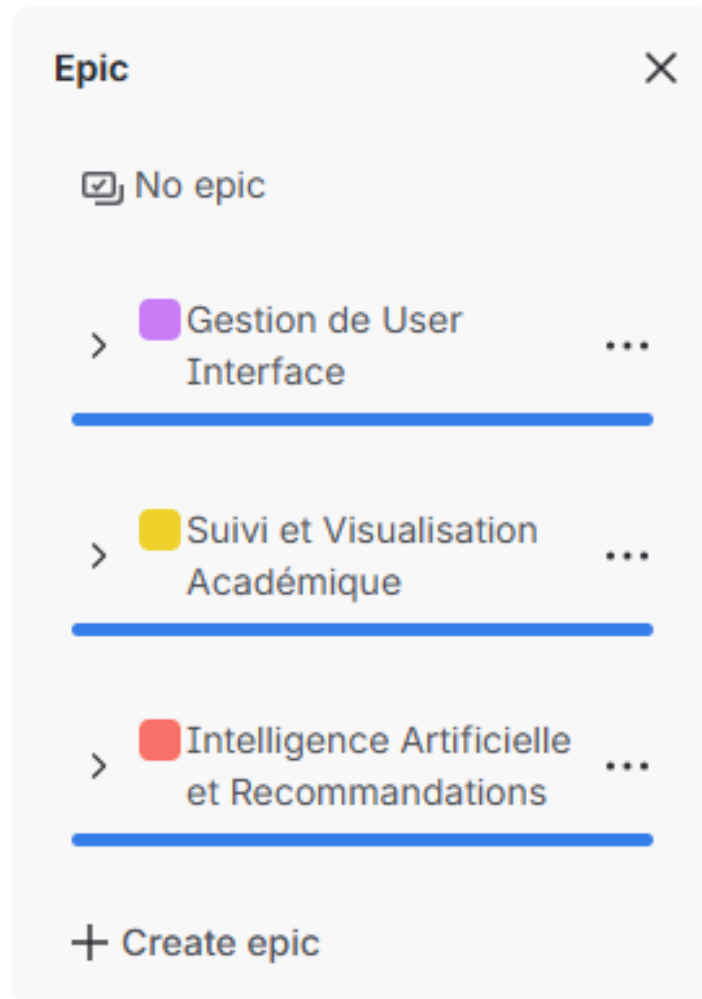 Epic
No epic
Gestion de User
Interface
Suivi et Visualisation
Académique
Intelligence Artificielle
et Recommandations
Create epic